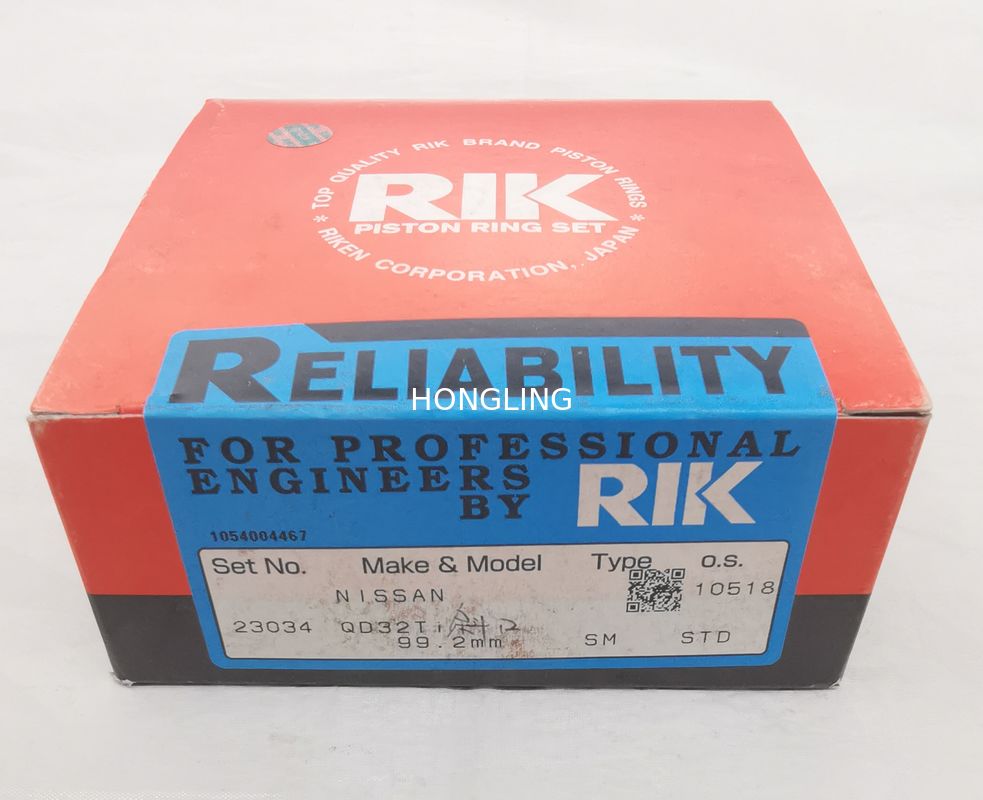 * TOP QUALITY RIK BRAND PISTON RINGS *
RIK
PISTON RING SET
RIKEN CORPORATION, JAPAN
RELIABILITY
HONGLING
FOR PROFESSIONAL
ENGINEERS
BY RIK
1054004467
Set No. Make & Model Type o.s.
NISSAN 10518
23034 QD32Ti SM STD
99.2mm